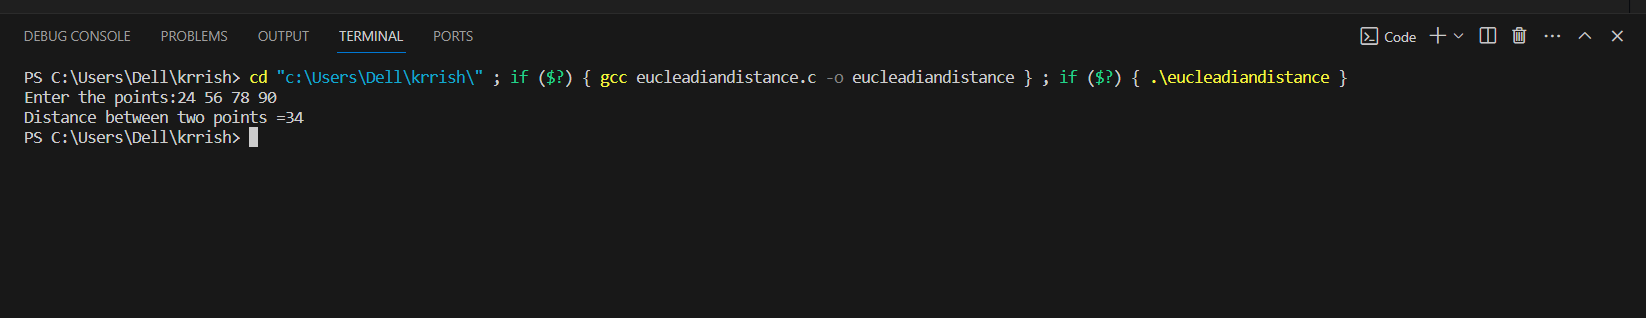 DEBUG CONSOLE PROBLEMS OUTPUT TERMINAL PORTS Code
PS C:\Users\Dell\krrish> cd "c:\Users\Dell\krrish\" ; if ($?) { gcc eucleadiandistance.c -o eucleadiandistance } ; if ($?) { .\eucleadiandistance }
Enter the points:24 56 78 90
Distance between two points =34
PS C:\Users\Dell\krrish>